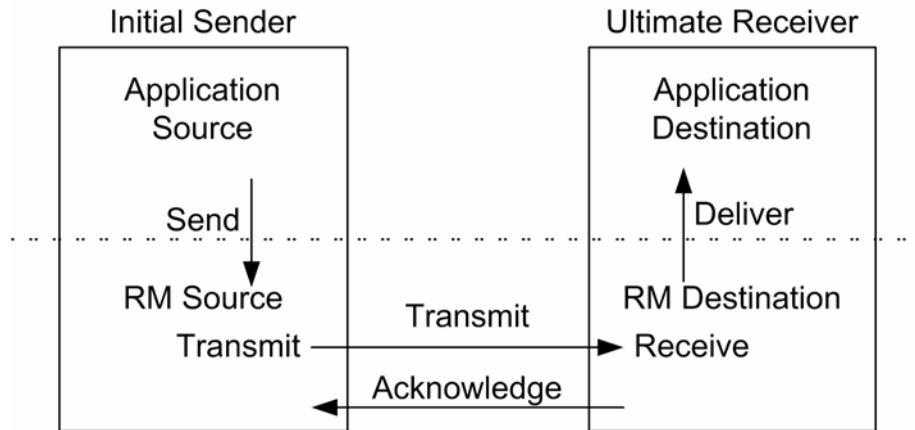 Initial Sender
Ultimate Receiver
Application
Source
Application
Destination
Send
Deliver
RM Source
RM Destination
Transmit
Transmit
Receive
Acknowledge